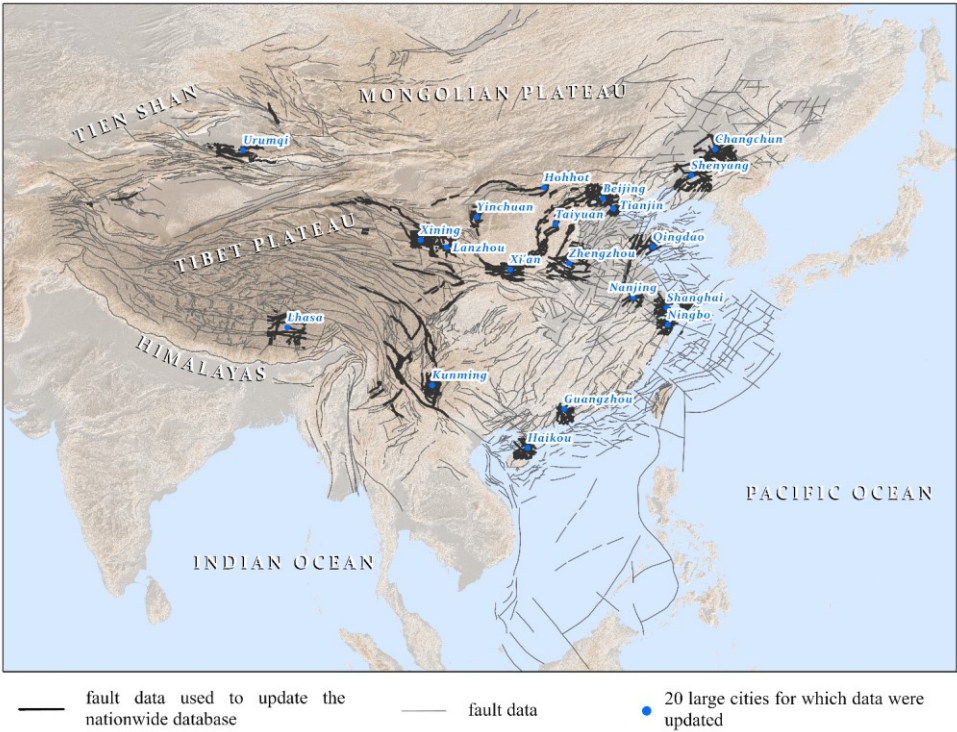 MONGOLIAN PLATEAU
TIEN SHAN
Urumqi
Changchun
Shenyang
Hohhot
Beijing
Tianjin
Yinchuan
Taiyuan
TIBET PLATEAU
Xining
Lanzhou
Xi-an
Zhengzhou
Qingdao
Nanjing
Shanghai
Ningbo
Lhasa
HIMALAYAS
Kunming
Guangzhou
Haikou
PACIFIC OCEAN
INDIAN OCEAN
fault data used to update the
nationwide database
fault data
20 large cities for which data were
updated